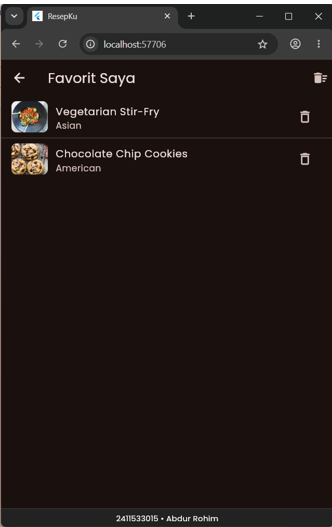 ResepKu
localhost:57706
Favorit Saya
Vegetarian Stir-Fry
Asian
Chocolate Chip Cookies
American
2411533015 • Abdur Rohim